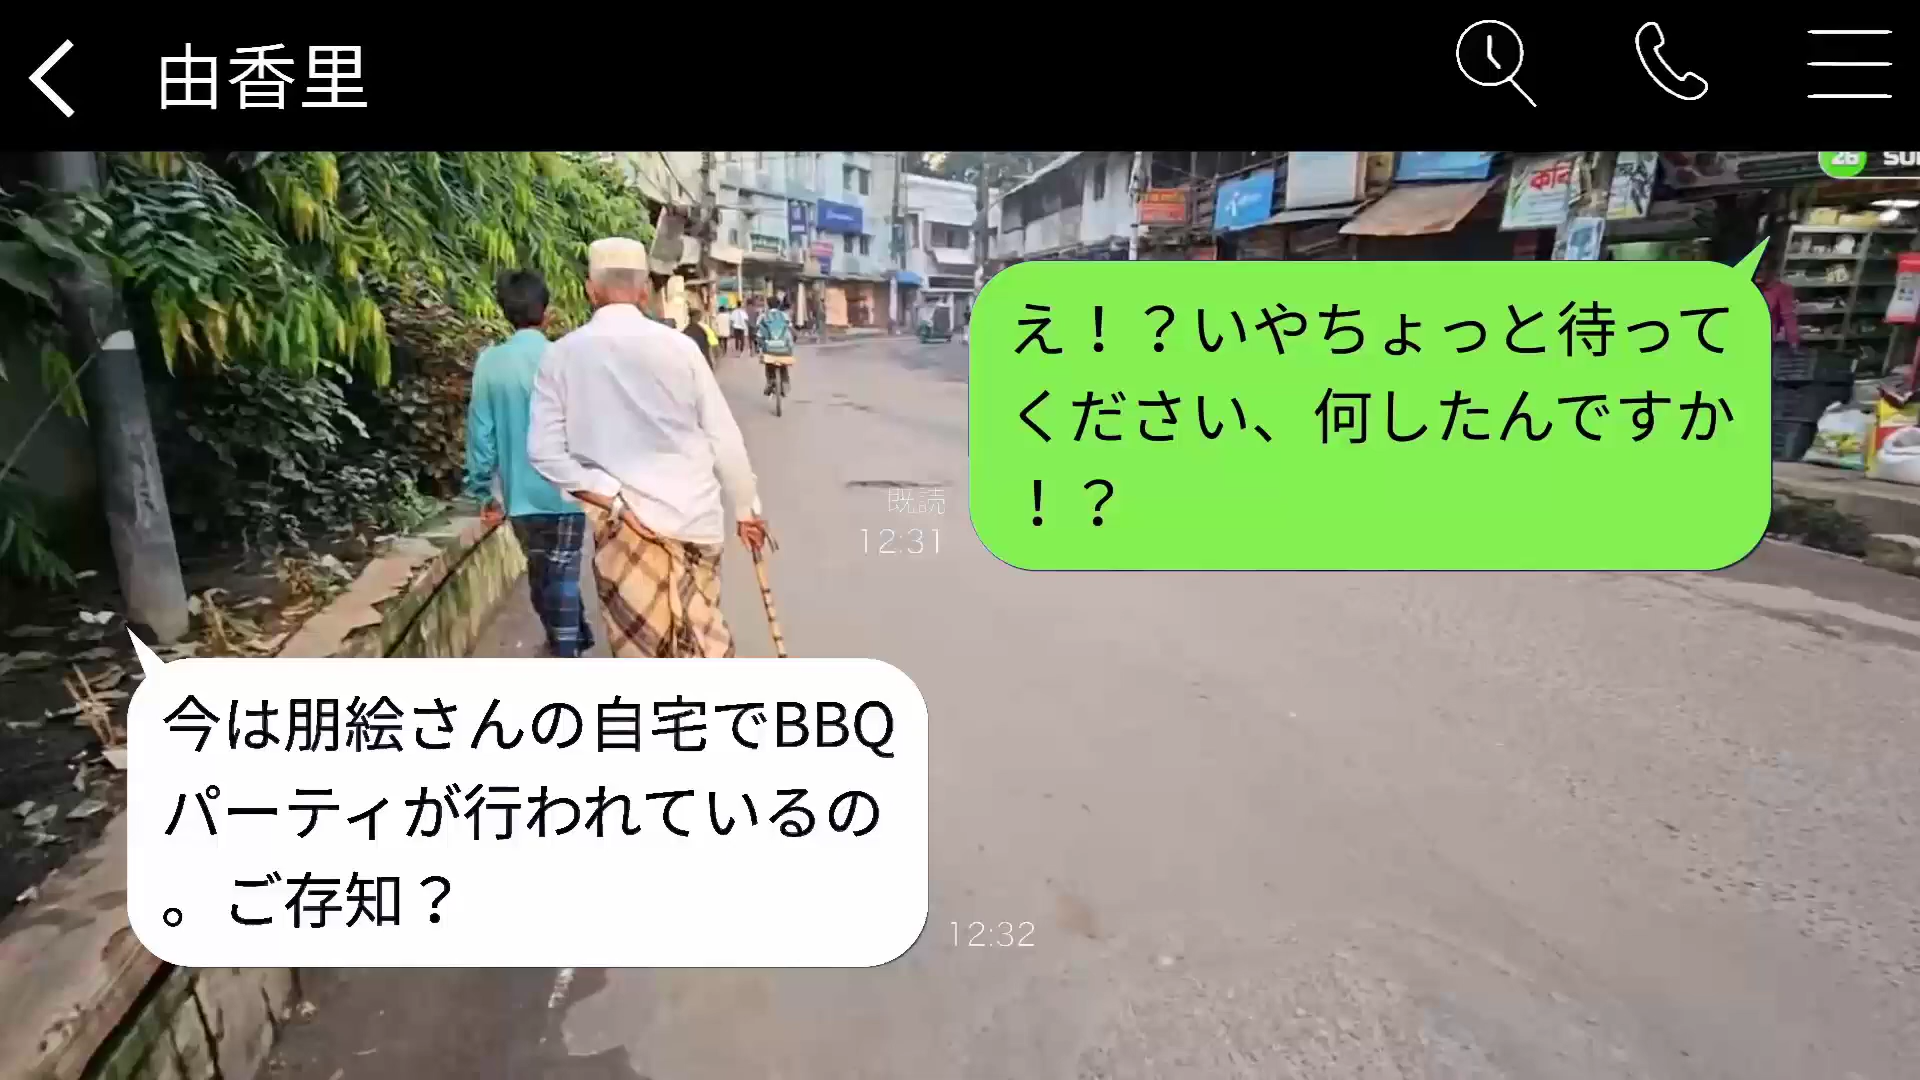 由香里
26
え！？いやちょっと待って
ください、何したんですか
！？
既読
12:31
今は朋絵さんの自宅でBBQ
パーティが行われているの
。ご存知？
12:32